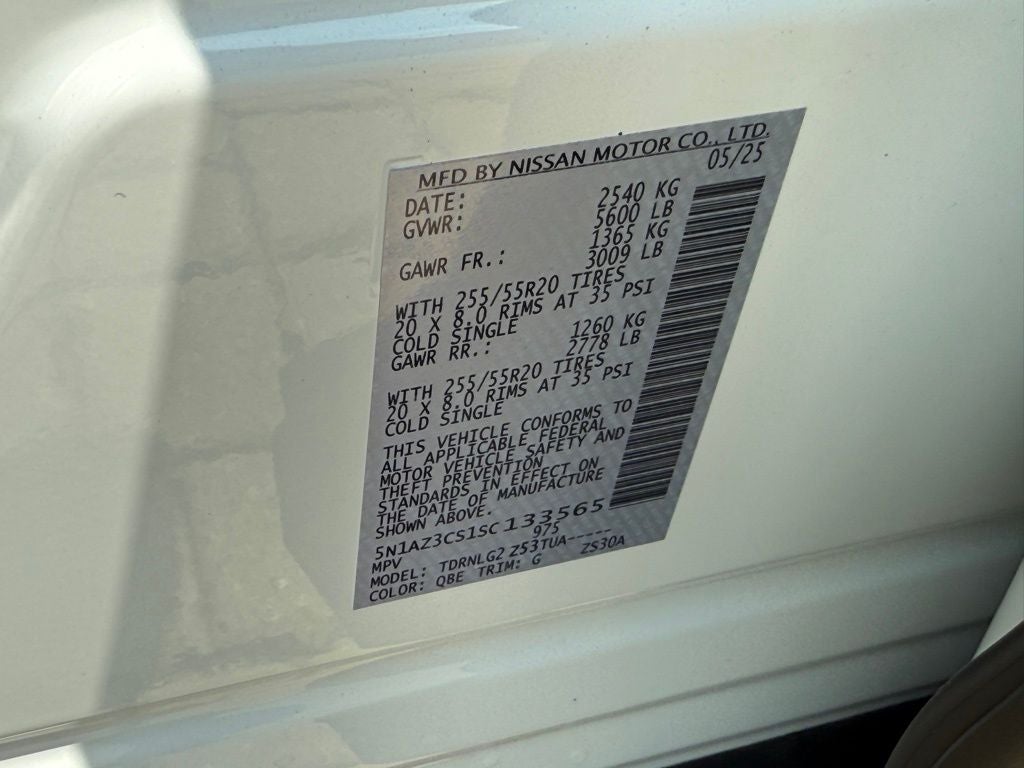 MFD BY NISSAN MOTOR CO., LTD.
DATE: 05/25
GVWR: 2540 KG
5600 LB
GAWR FR.: 1365 KG
3009 LB
WITH 255/55R20 TIRES
20 X 8.0 RIMS AT 35 PSI
COLD SINGLE
GAWR RR.: 1260 KG
2778 LB
WITH 255/55R20 TIRES
20 X 8.0 RIMS AT 35 PSI
COLD SINGLE
THIS VEHICLE CONFORMS TO
ALL APPLICABLE FEDERAL
MOTOR VEHICLE SAFETY AND
THEFT PREVENTION
STANDARDS IN EFFECT ON
THE DATE OF MANUFACTURE
SHOWN ABOVE.
5N1AZ3CS1SC133565
MPV 975
MODEL: TDRNLG2 Z53TUA-----
COLOR: QBE TRIM: G ZS30A